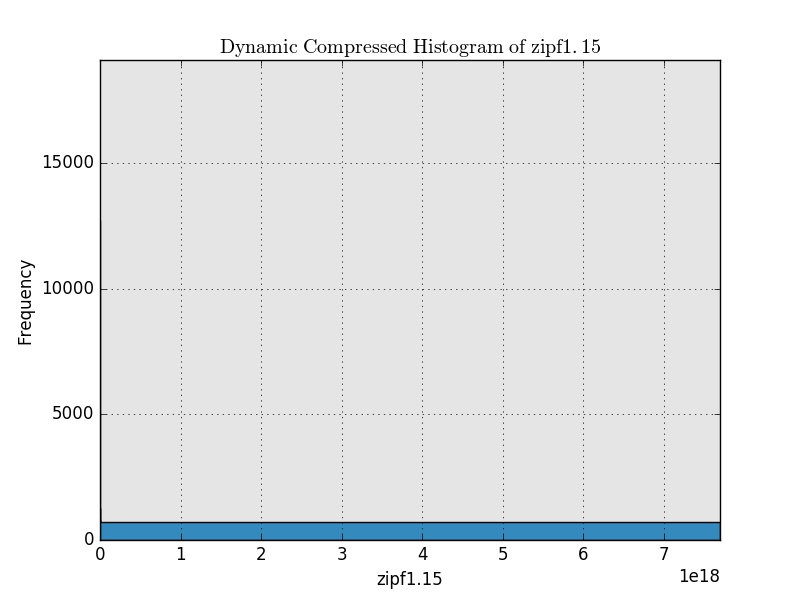 Dynamic Compressed Histogram of zipf1.15
15000
10000
5000
0
Frequency
0 1 2 3 4 5 6 7
1e18
zipf1.15